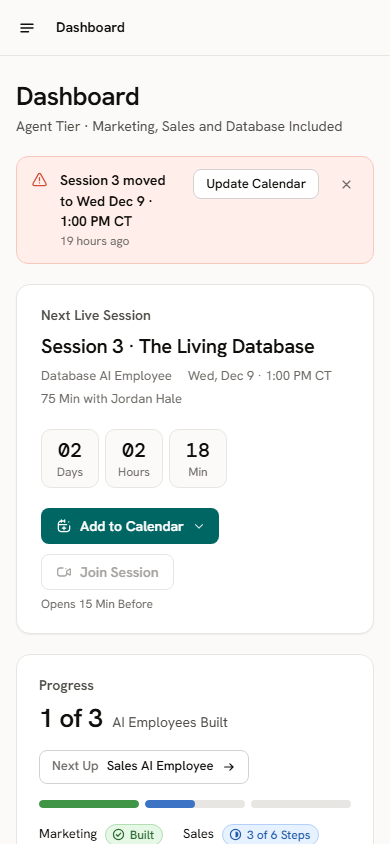 Dashboard
Dashboard
Agent Tier · Marketing, Sales and Database Included
Session 3 moved
to Wed Dec 9 ·
1:00 PM CT
19 hours ago
Update Calendar
Next Live Session
Session 3 · The Living Database
Database AI Employee Wed, Dec 9 · 1:00 PM CT
75 Min with Jordan Hale
02 02 18
Days Hours Min
Add to Calendar
Join Session
Opens 15 Min Before
Progress
1 of 3 AI Employees Built
Next Up Sales AI Employee →
Marketing Built Sales 3 of 6 Steps